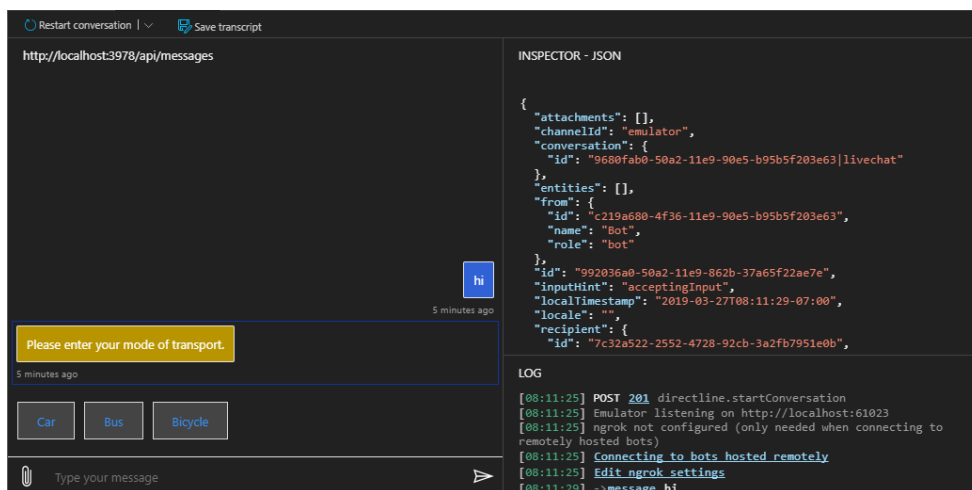 Restart conversation
Save transcript
http://localhost:3978/api/messages
hi
5 minutes ago
Please enter your mode of transport.
5 minutes ago
Car Bus Bicycle
Type your message
INSPECTOR - JSON
{
"attachments": [],
"channelId": "emulator",
"conversation": {
"id": "9680fab0-50a2-11e9-90e5-b95b5f203e63|livechat"
},
"entities": [],
"from": {
"id": "c219a680-4f36-11e9-90e5-b95b5f203e63",
"name": "Bot",
"role": "bot"
},
"id": "992036a0-50a2-11e9-862b-37a65f22ae7e",
"inputHint": "acceptingInput",
"localTimestamp": "2019-03-27T08:11:29-07:00",
"locale": "",
"recipient": {
"id": "7c32a522-2552-4728-92cb-3a2fb7951e0b",
LOG
[08:11:25] POST 201 directline.startConversation
[08:11:25] Emulator listening on http://localhost:61023
[08:11:25] ngrok not configured (only needed when connecting to
remotely hosted bots)
[08:11:25] Connecting to bots hosted remotely
[08:11:25] Edit ngrok settings
[08:11:29] ->message hi